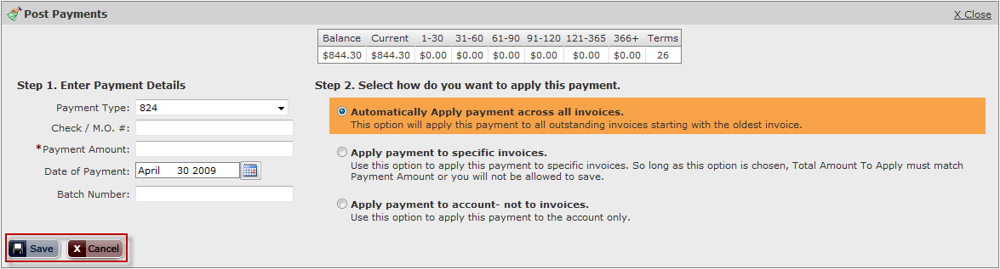 Post Payments
X Close
Balance Current 1-30 31-60 61-90 91-120 121-365 366+ Terms
$844.30 $844.30 $0.00 $0.00 $0.00 $0.00 $0.00 $0.00 26
Step 1. Enter Payment Details
Payment Type: 824
Check / M.O. #:
*Payment Amount:
Date of Payment: April 30 2009
Batch Number:
Step 2. Select how do you want to apply this payment.
Automatically Apply payment across all invoices.
This option will apply this payment to all outstanding invoices starting with the oldest invoice.
Apply payment to specific invoices.
Use this option to apply this payment to specific invoices. So long as this option is chosen, Total Amount To Apply must match
Payment Amount or you will not be allowed to save.
Apply payment to account- not to invoices.
Use this option to apply this payment to the account only.
Save X Cancel